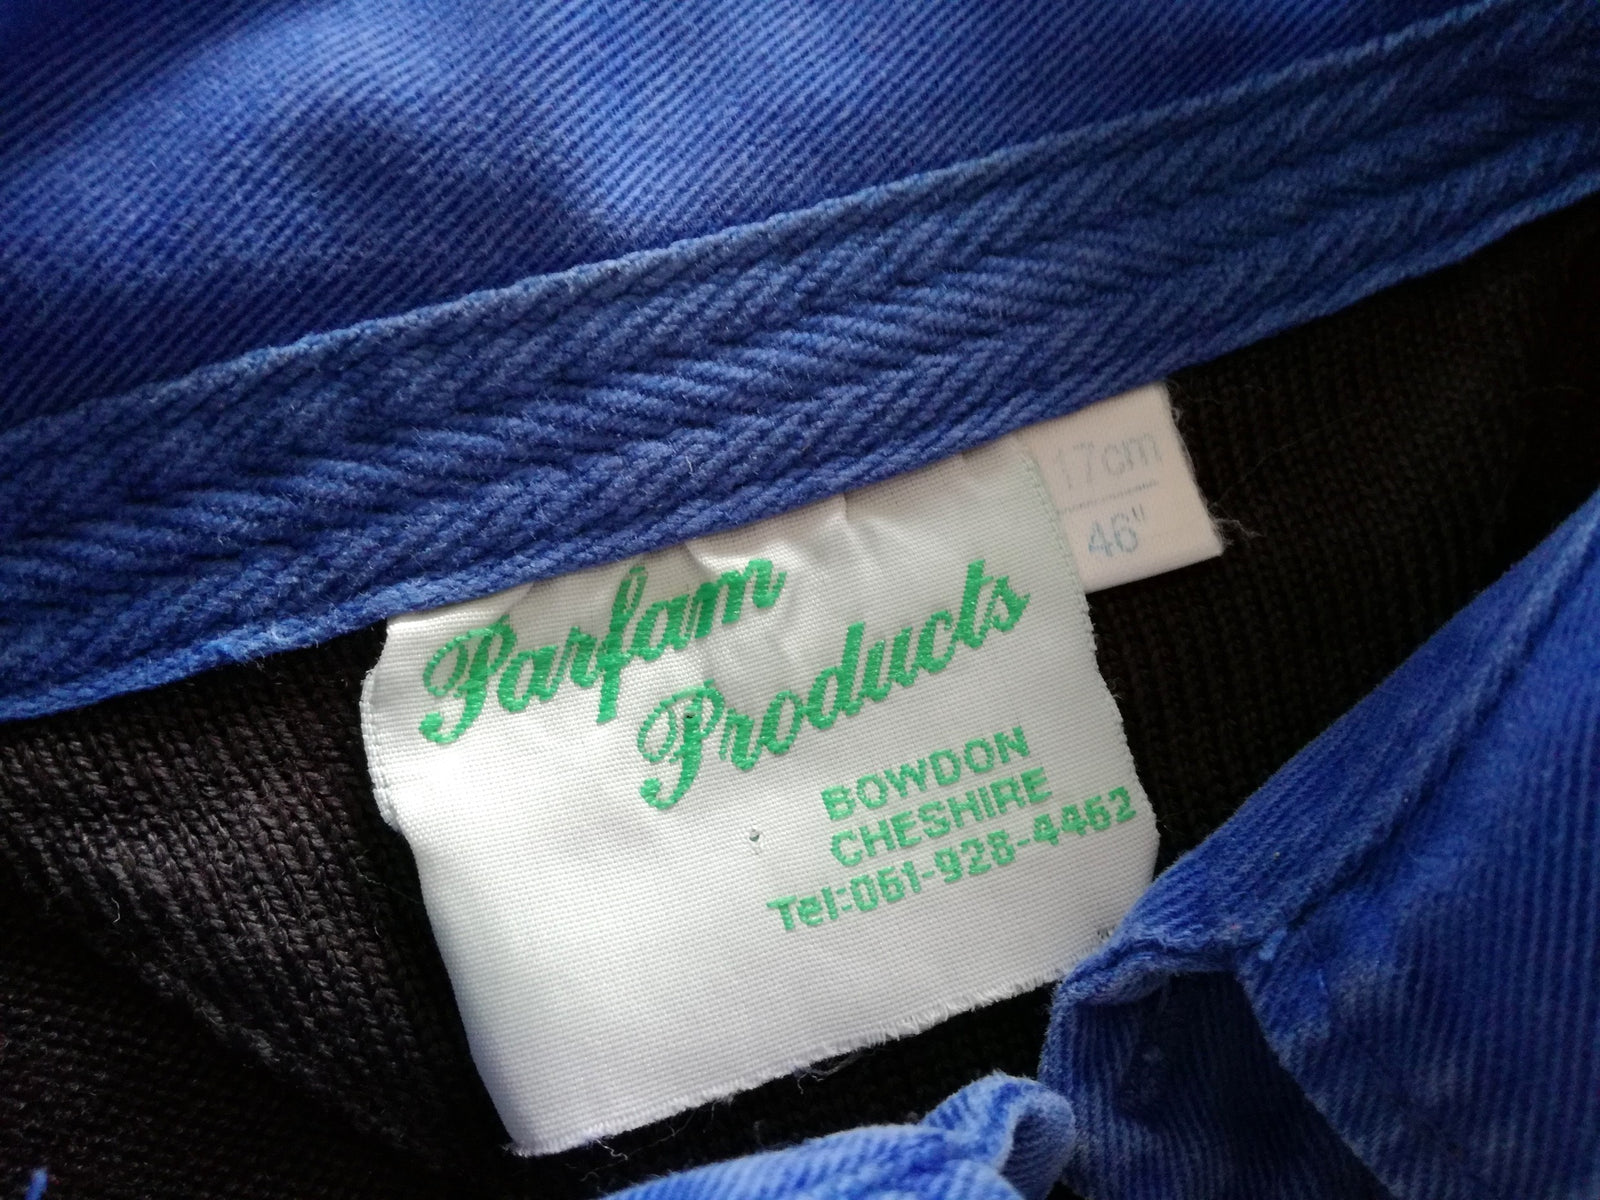 Parfam
Products
BOWDON
CHESHIRE
Tel:061-928-4462
17cm
46"